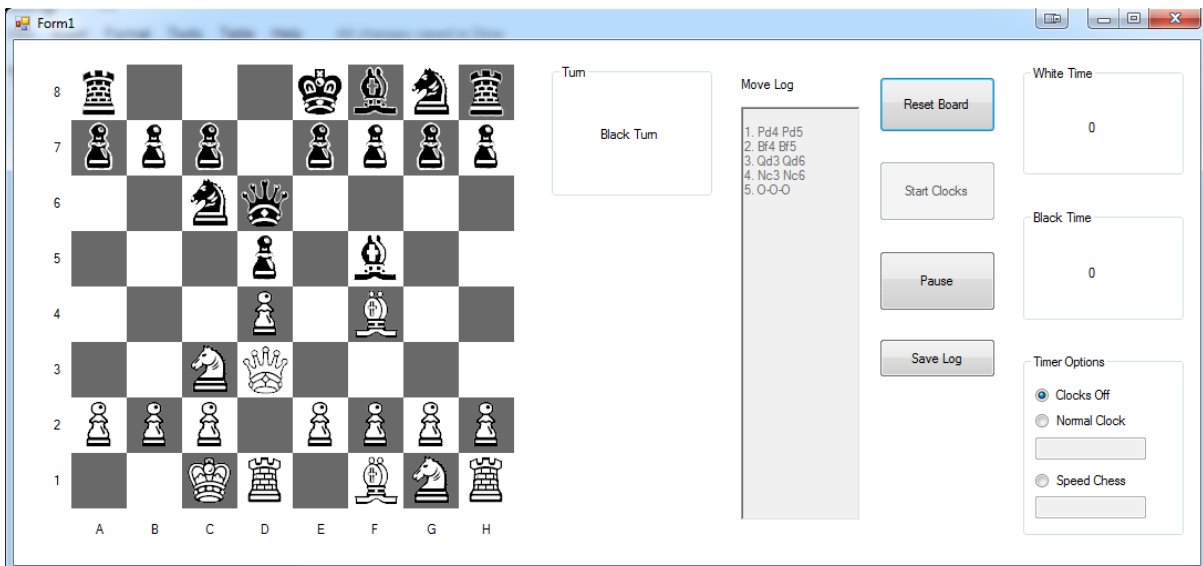 Form1
8
7
6
5
4
3
2
1
A B C D E F G H
Turn
Black Turn
Move Log
1. Pd4 Pd5
2. Bf4 Bf5
3. Qd3 Qd6
4. Nc3 Nc6
5. O-O-O
Reset Board
Start Clocks
Pause
Save Log
White Time
0
Black Time
0
Timer Options
Clocks Off
Normal Clock
Speed Chess